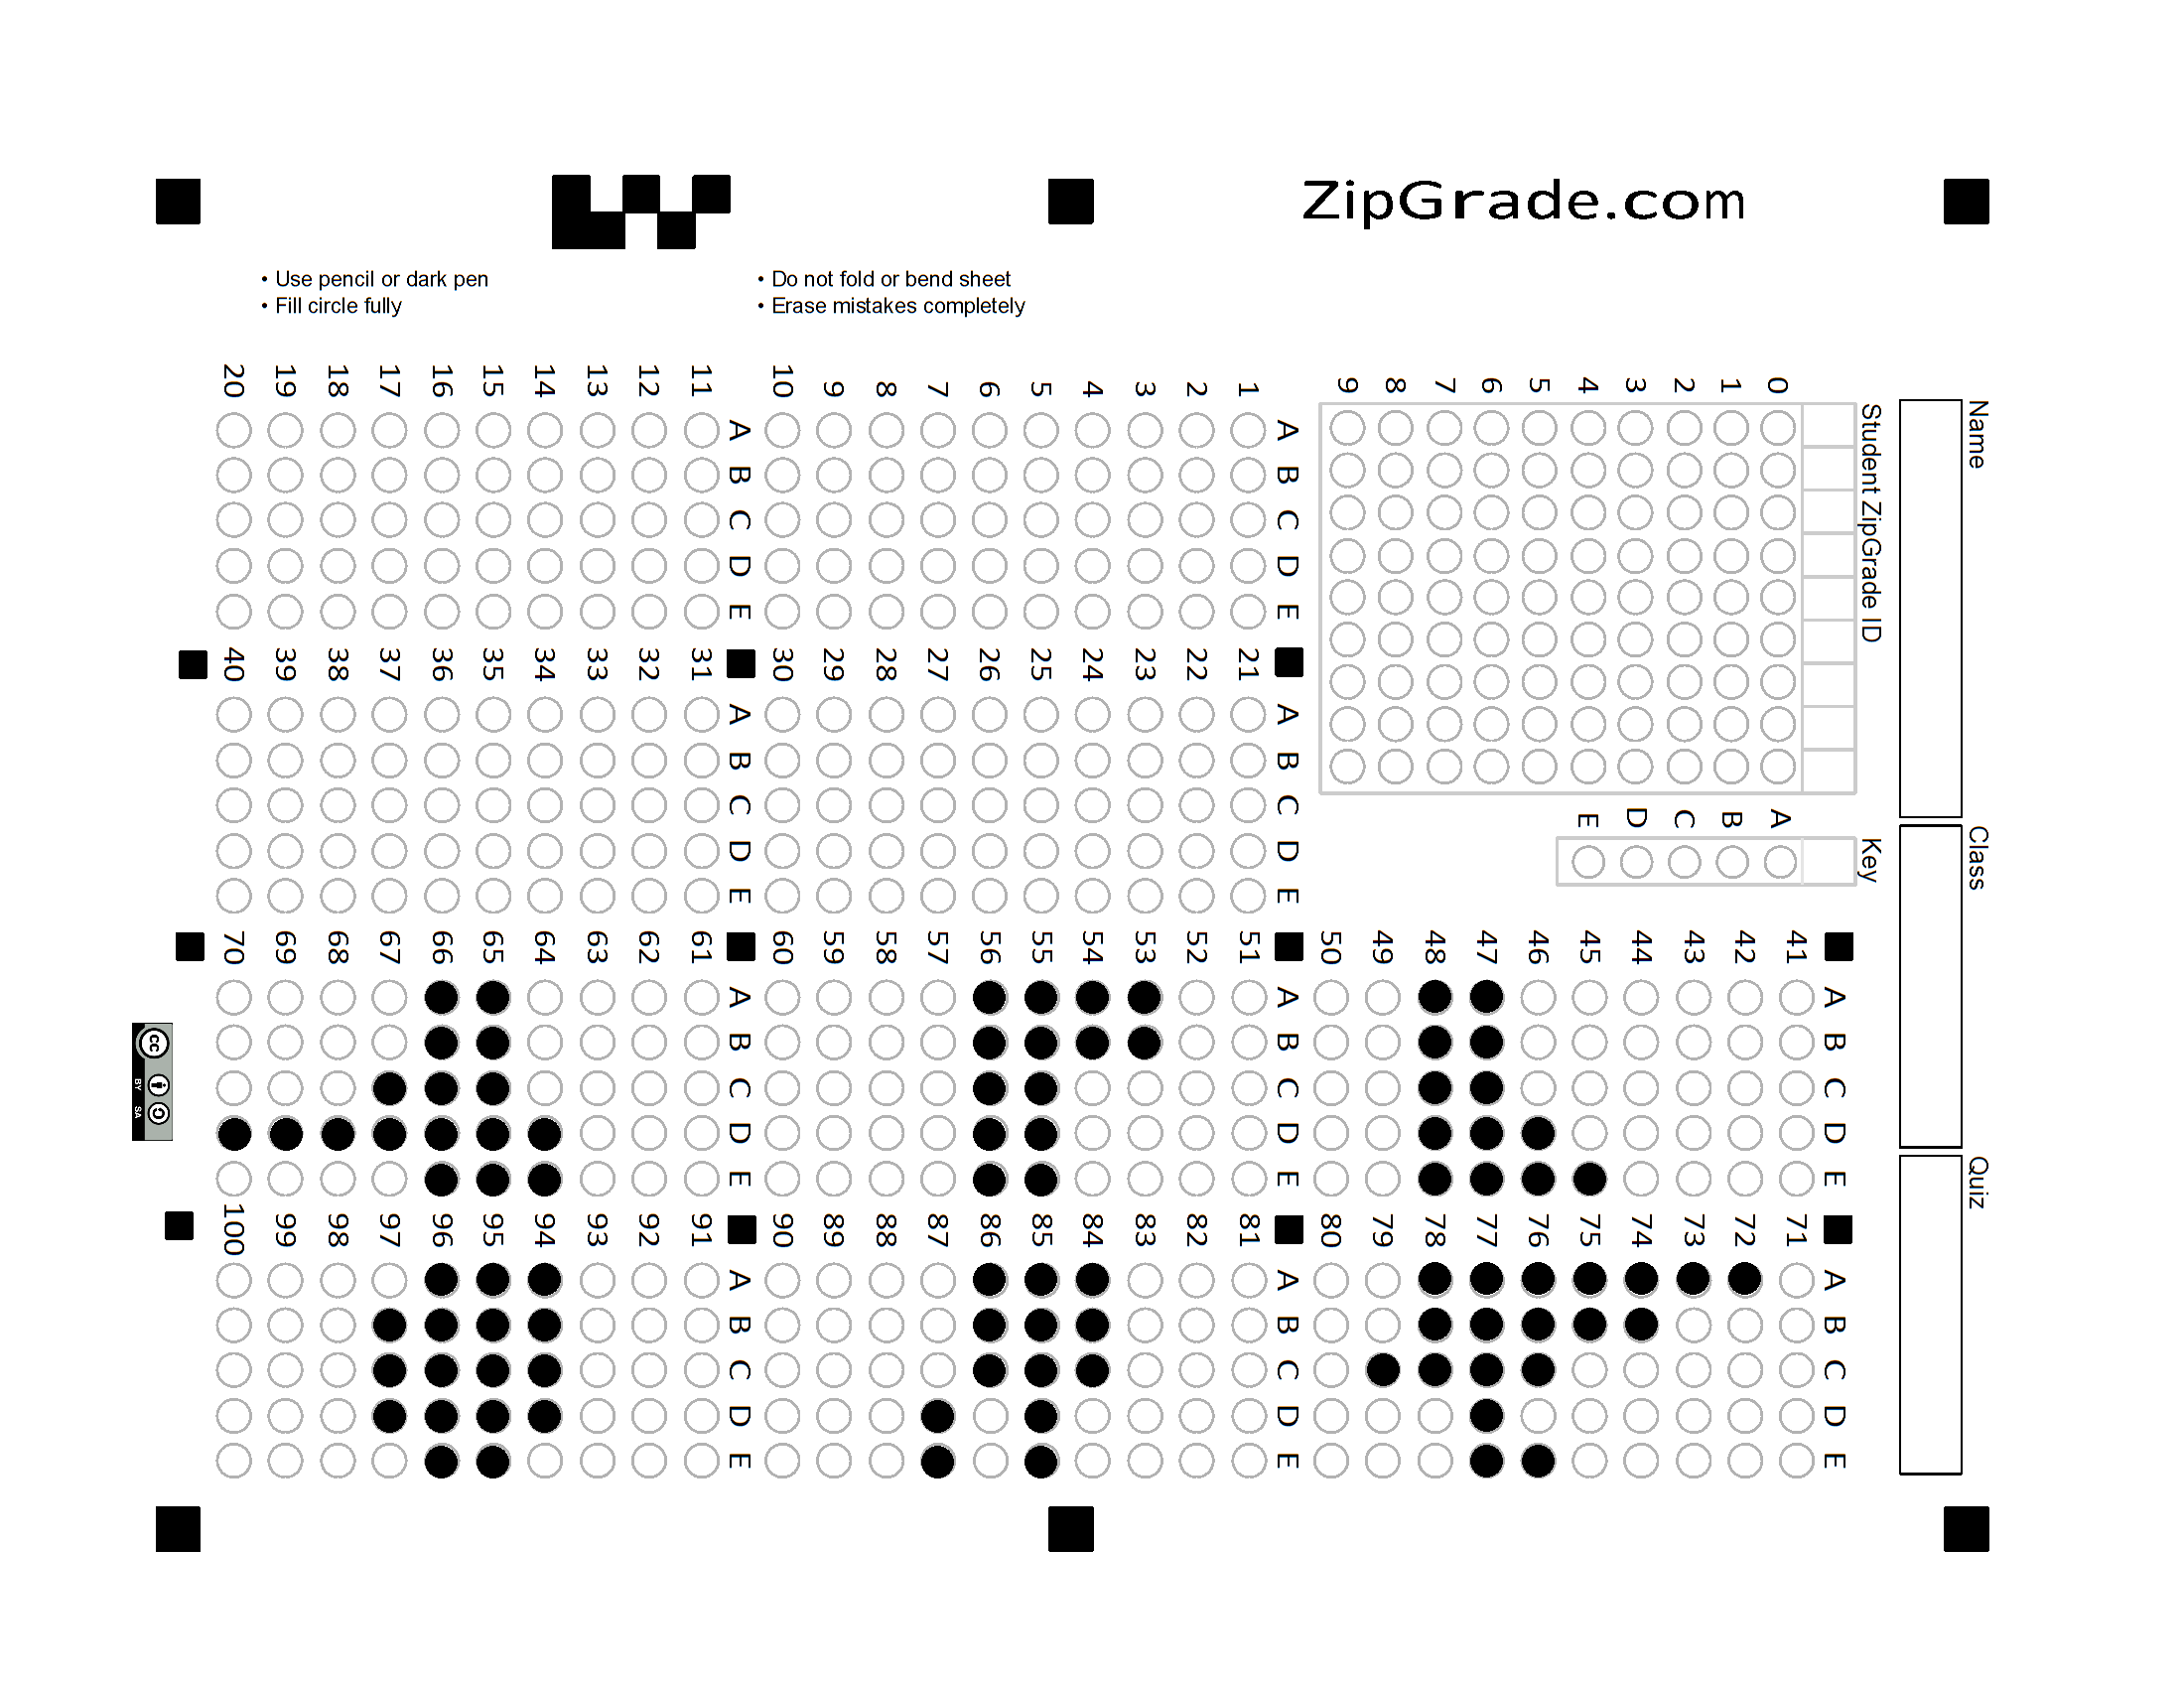 ZipGrade.com
• Use pencil or dark pen
• Fill circle fully
• Do not fold or bend sheet
• Erase mistakes completely
Name Class Quiz
Student ZipGrade ID Key
0 A
1 B
2 C
3 D
4 E
5
6
7
8
9
A B C D E A B C D E
41 71
42 72
43 73
44 74
45 75
46 76
47 77
48 78
49 79
50 80
A B C D E A B C D E A B C D E A B C D E
1 21 51 81
2 22 52 82
3 23 53 83
4 24 54 84
5 25 55 85
6 26 56 86
7 27 57 87
8 28 58 88
9 29 59 89
10 30 60 90
A B C D E A B C D E A B C D E A B C D E
11 31 61 91
12 32 62 92
13 33 63 93
14 34 64 94
15 35 65 95
16 36 66 96
17 37 67 97
18 38 68 98
19 39 69 99
20 40 70 100
cc BY SA